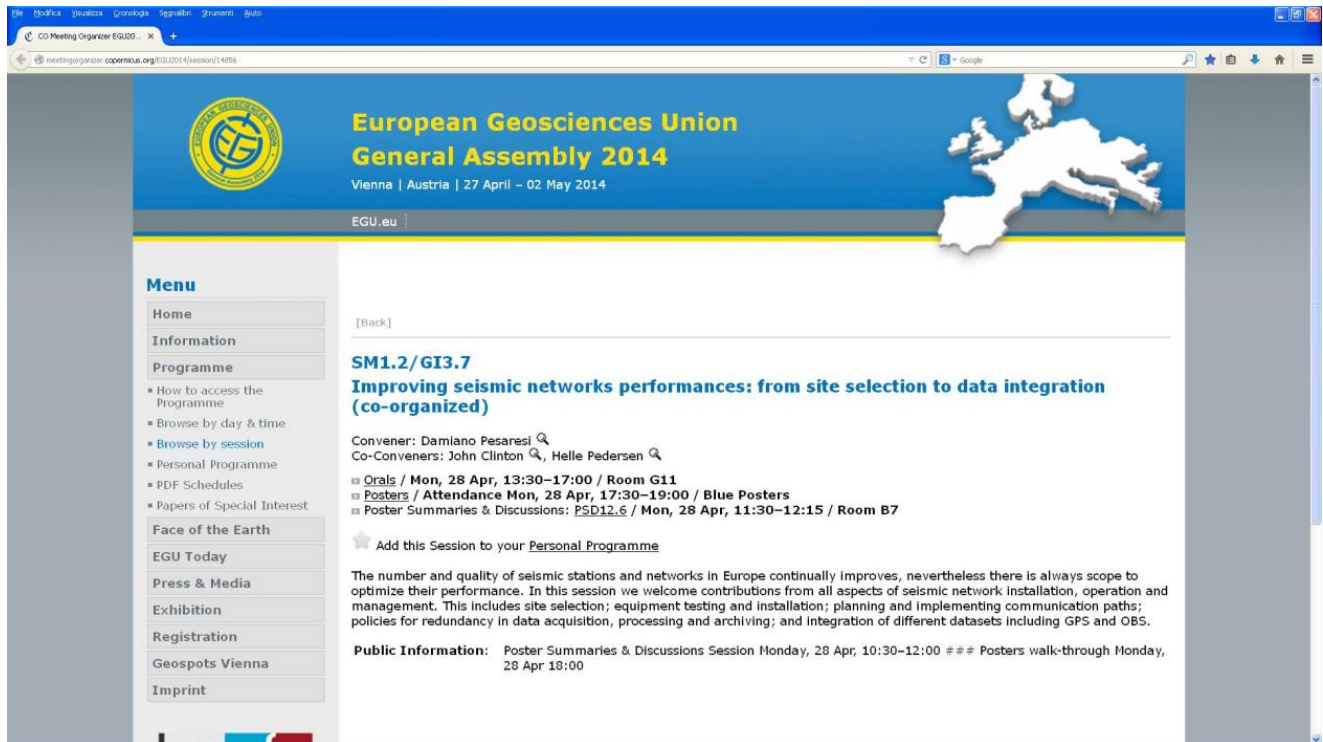 File Modifica Visualizza Cronologia Segnalibri Strumenti Aiuto
CO Meeting Organizer EGU20...
meetingorganizer.copernicus.org/EGU2014/session/14856
Google
EUROPEAN GEOSCIENCES UNION
EGU
General Assembly 2014
European Geosciences Union
General Assembly 2014
Vienna | Austria | 27 April – 02 May 2014
EGU.eu
Menu
Home
Information
Programme
How to access the
Programme
Browse by day & time
Browse by session
Personal Programme
PDF Schedules
Papers of Special Interest
Face of the Earth
EGU Today
Press & Media
Exhibition
Registration
Geospots Vienna
Imprint
[Back]
SM1.2/GI3.7
Improving seismic networks performances: from site selection to data integration
(co-organized)
Convener: Damiano Pesaresi
Co-Conveners: John Clinton , Helle Pedersen
Orals / Mon, 28 Apr, 13:30–17:00 / Room G11
Posters / Attendance Mon, 28 Apr, 17:30–19:00 / Blue Posters
Poster Summaries & Discussions: PSD12.6 / Mon, 28 Apr, 11:30–12:15 / Room B7
Add this Session to your Personal Programme
The number and quality of seismic stations and networks in Europe continually improves, nevertheless there is always scope to
optimize their performance. In this session we welcome contributions from all aspects of seismic network installation, operation and
management. This includes site selection; equipment testing and installation; planning and implementing communication paths;
policies for redundancy in data acquisition, processing and archiving; and integration of different datasets including GPS and OBS.
Public Information: Poster Summaries & Discussions Session Monday, 28 Apr, 10:30–12:00 ### Posters walk-through Monday,
28 Apr 18:00